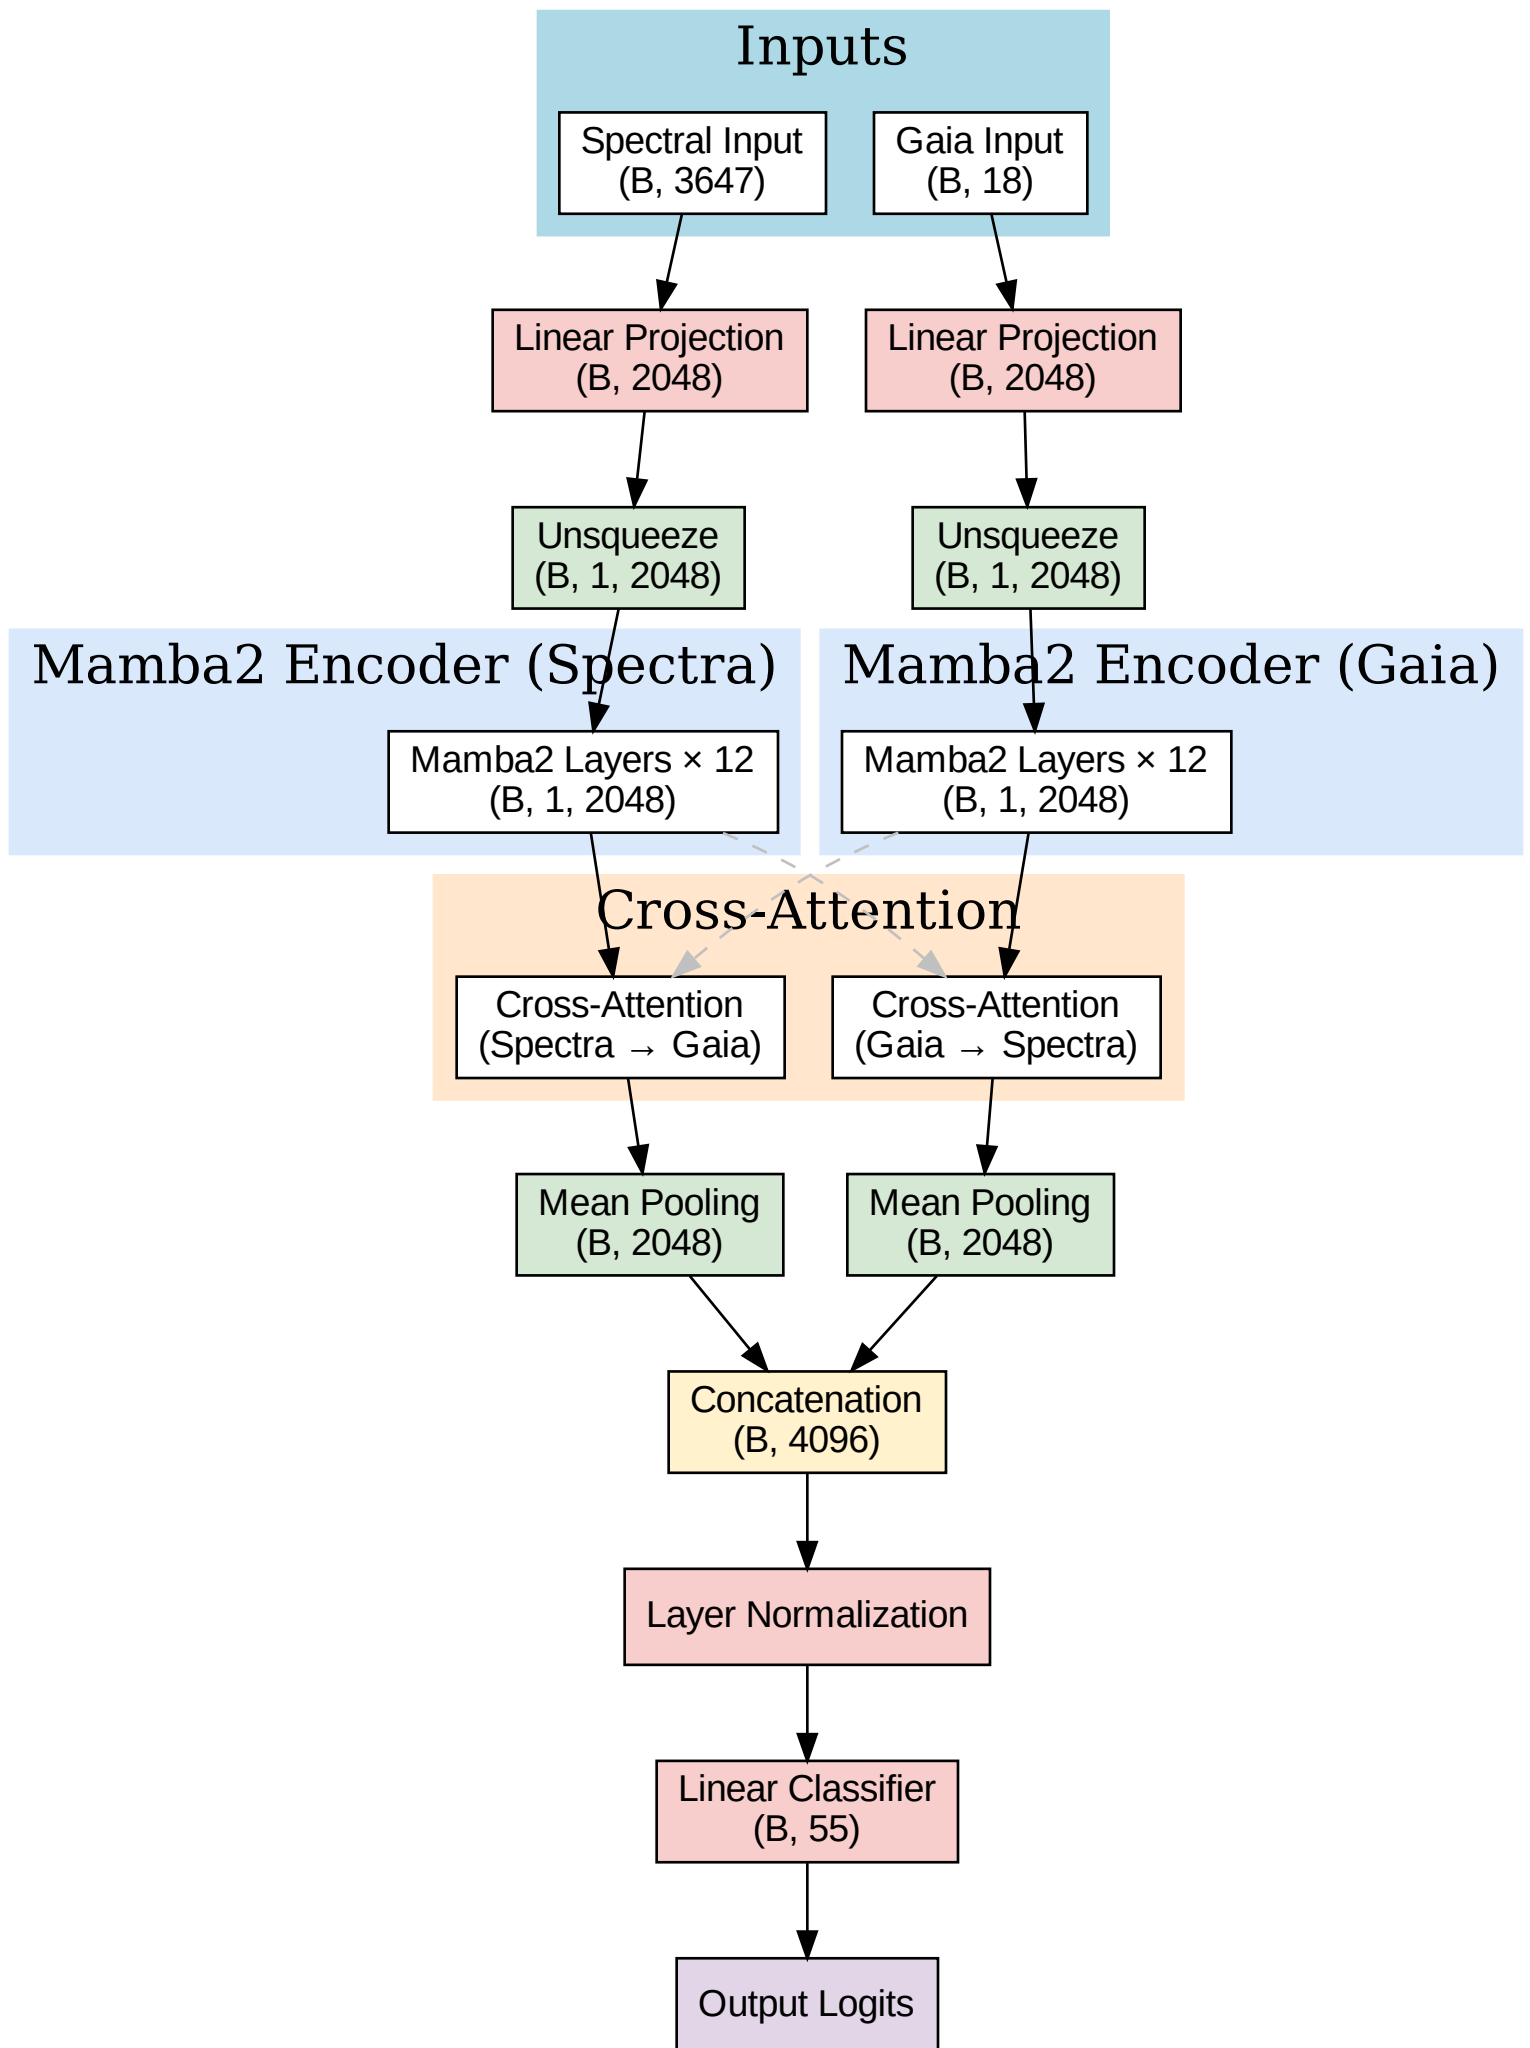 Inputs
Spectral Input
(B, 3647)
Gaia Input
(B, 18)
Linear Projection
(B, 2048)
Linear Projection
(B, 2048)
Unsqueeze
(B, 1, 2048)
Unsqueeze
(B, 1, 2048)
Mamba2 Encoder (Spectra)
Mamba2 Layers × 12
(B, 1, 2048)
Mamba2 Encoder (Gaia)
Mamba2 Layers × 12
(B, 1, 2048)
Cross-Attention
Cross-Attention
(Spectra → Gaia)
Cross-Attention
(Gaia → Spectra)
Mean Pooling
(B, 2048)
Mean Pooling
(B, 2048)
Concatenation
(B, 4096)
Layer Normalization
Linear Classifier
(B, 55)
Output Logits